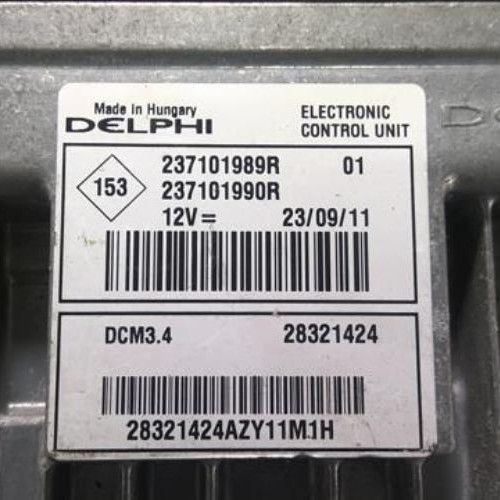 Made in Hungary
DELPHI
ELECTRONIC
CONTROL UNIT
153
237101989R 01
237101990R
12V= 23/09/11
DCM3.4 28321424
28321424AZY11M1H